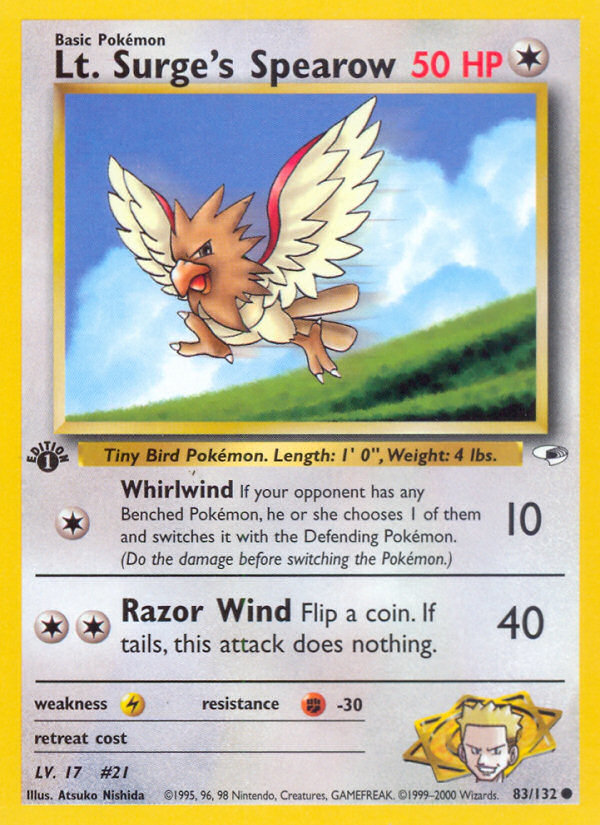 Basic Pokémon
Lt. Surge's Spearow 50 HP
EDITION
1
Tiny Bird Pokémon. Length: 1' 0", Weight: 4 lbs.
Whirlwind If your opponent has any
Benched Pokémon, he or she chooses 1 of them
and switches it with the Defending Pokémon.
(Do the damage before switching the Pokémon.)
10
Razor Wind Flip a coin. If
tails, this attack does nothing.
40
weakness
resistance -30
retreat cost
LV. 17 #21
Illus. Atsuko Nishida ©1995, 96, 98 Nintendo, Creatures, GAMEFREAK. ©1999-2000 Wizards. 83/132